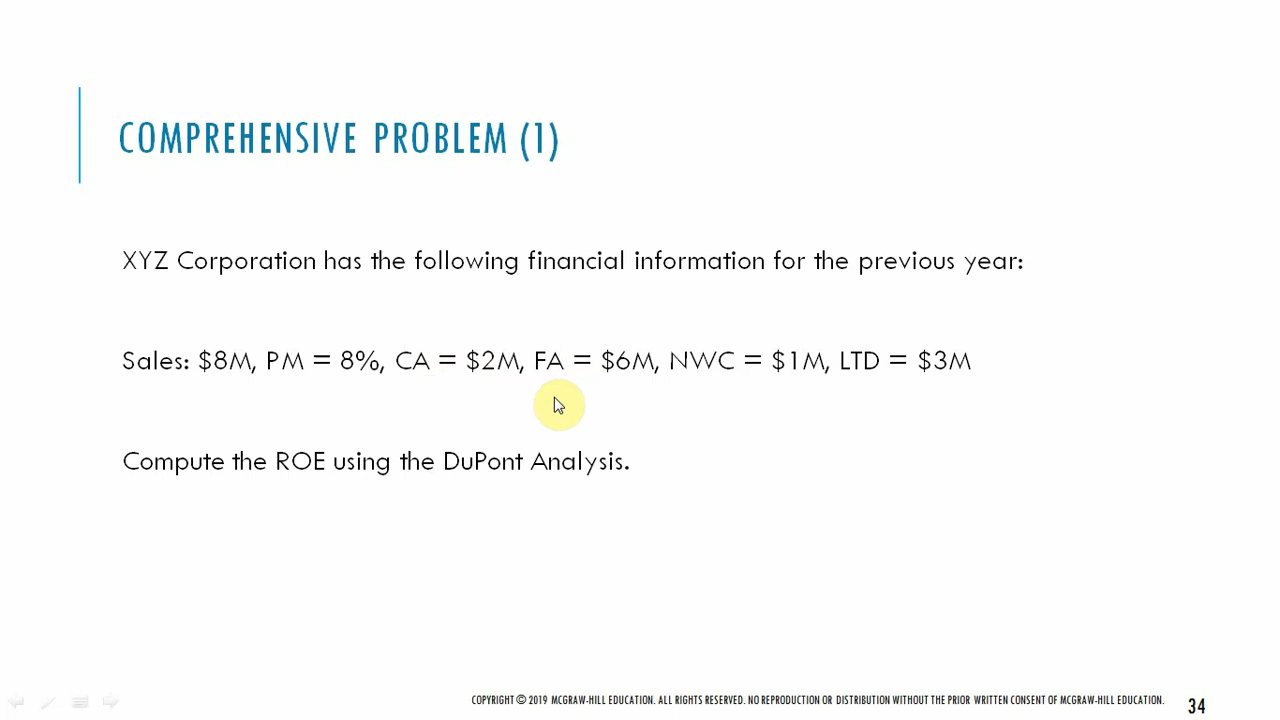 COMPREHENSIVE PROBLEM (1)
XYZ Corporation has the following financial information for the previous year:
Sales: $8M, PM = 8%, CA = $2M, FA = $6M, NWC = $1M, LTD = $3M
Compute the ROE using the DuPont Analysis.
COPYRIGHT © 2019 MCGRAW-HILL EDUCATION. ALL RIGHTS RESERVED. NO REPRODUCTION OR DISTRIBUTION WITHOUT THE PRIOR WRITTEN CONSENT OF MCGRAW-HILL EDUCATION.
34